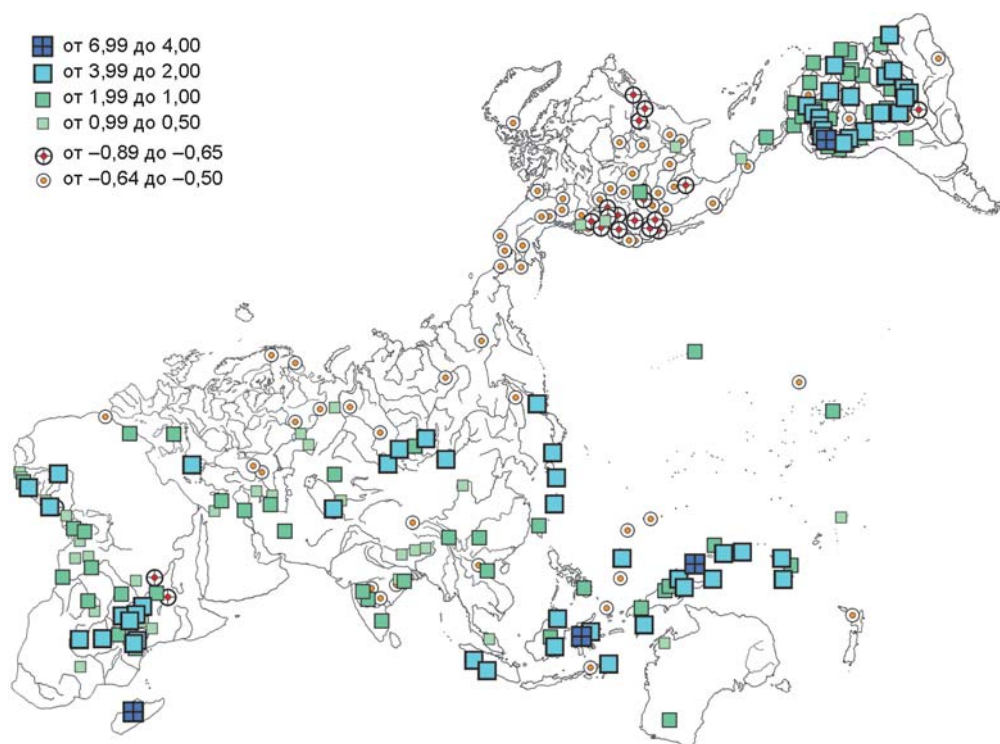 от 6,99 до 4,00
от 3,99 до 2,00
от 1,99 до 1,00
от 0,99 до 0,50
от –0,89 до –0,65
от –0,64 до –0,50